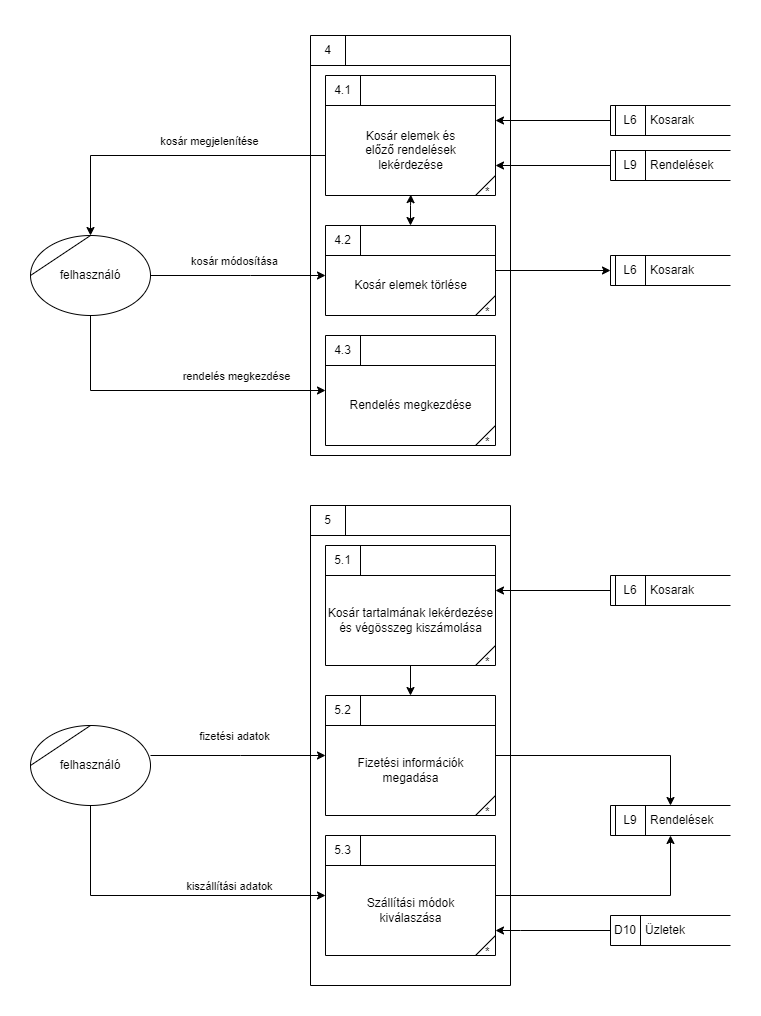 4
4.1
Kosár elemek és
előző rendelések
lekérdezése
*
L6 Kosarak
L9 Rendelések
kosár megjelenítése
felhasználó
kosár módosítása
4.2
Kosár elemek törlése
*
L6 Kosarak
rendelés megkezdése
4.3
Rendelés megkezdése
*
5
5.1
Kosár tartalmának lekérdezése
és végösszeg kiszámolása
*
L6 Kosarak
felhasználó
fizetési adatok
5.2
Fizetési információk
megadása
*
L9 Rendelések
kiszállítási adatok
5.3
Szállítási módok
kiválaszása
*
D10 Üzletek